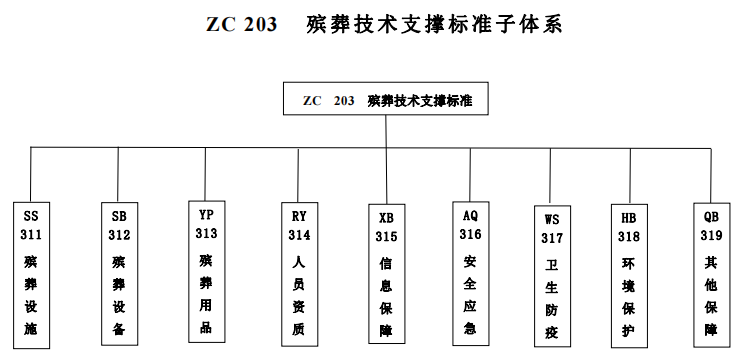 ZC 203 殡葬技术支撑标准子体系
ZC 203 殡葬技术支撑标准
SS 311 殡葬设施
SB 312 殡葬设备
YP 313 殡葬用品
RY 314 人员资质
XB 315 信息保障
AQ 316 安全应急
WS 317 卫生防疫
HB 318 环境保护
QB 319 其他保障